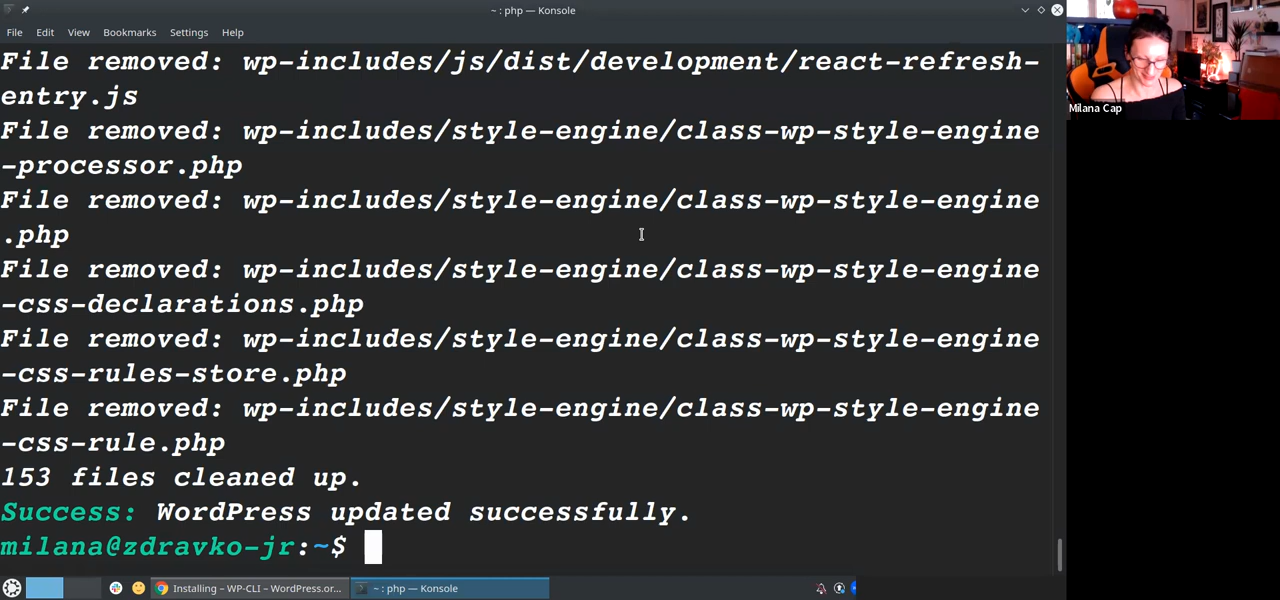 ~ : php — Konsole
File Edit View Bookmarks Settings Help
File removed: wp-includes/js/dist/development/react-refresh-
entry.js
File removed: wp-includes/style-engine/class-wp-style-engine
-processor.php
File removed: wp-includes/style-engine/class-wp-style-engine
.php
File removed: wp-includes/style-engine/class-wp-style-engine
-css-declarations.php
File removed: wp-includes/style-engine/class-wp-style-engine
-css-rules-store.php
File removed: wp-includes/style-engine/class-wp-style-engine
-css-rule.php
153 files cleaned up.
Success: WordPress updated successfully.
milana@zdravko-jr:~$
Milana Cap
Installing – WP-CLI – WordPress.or...
~ : php — Konsole